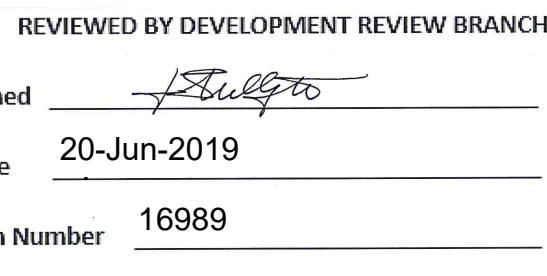 REVIEWED BY DEVELOPMENT REVIEW BRANCH
ned
e 20-Jun-2019
n Number 16989